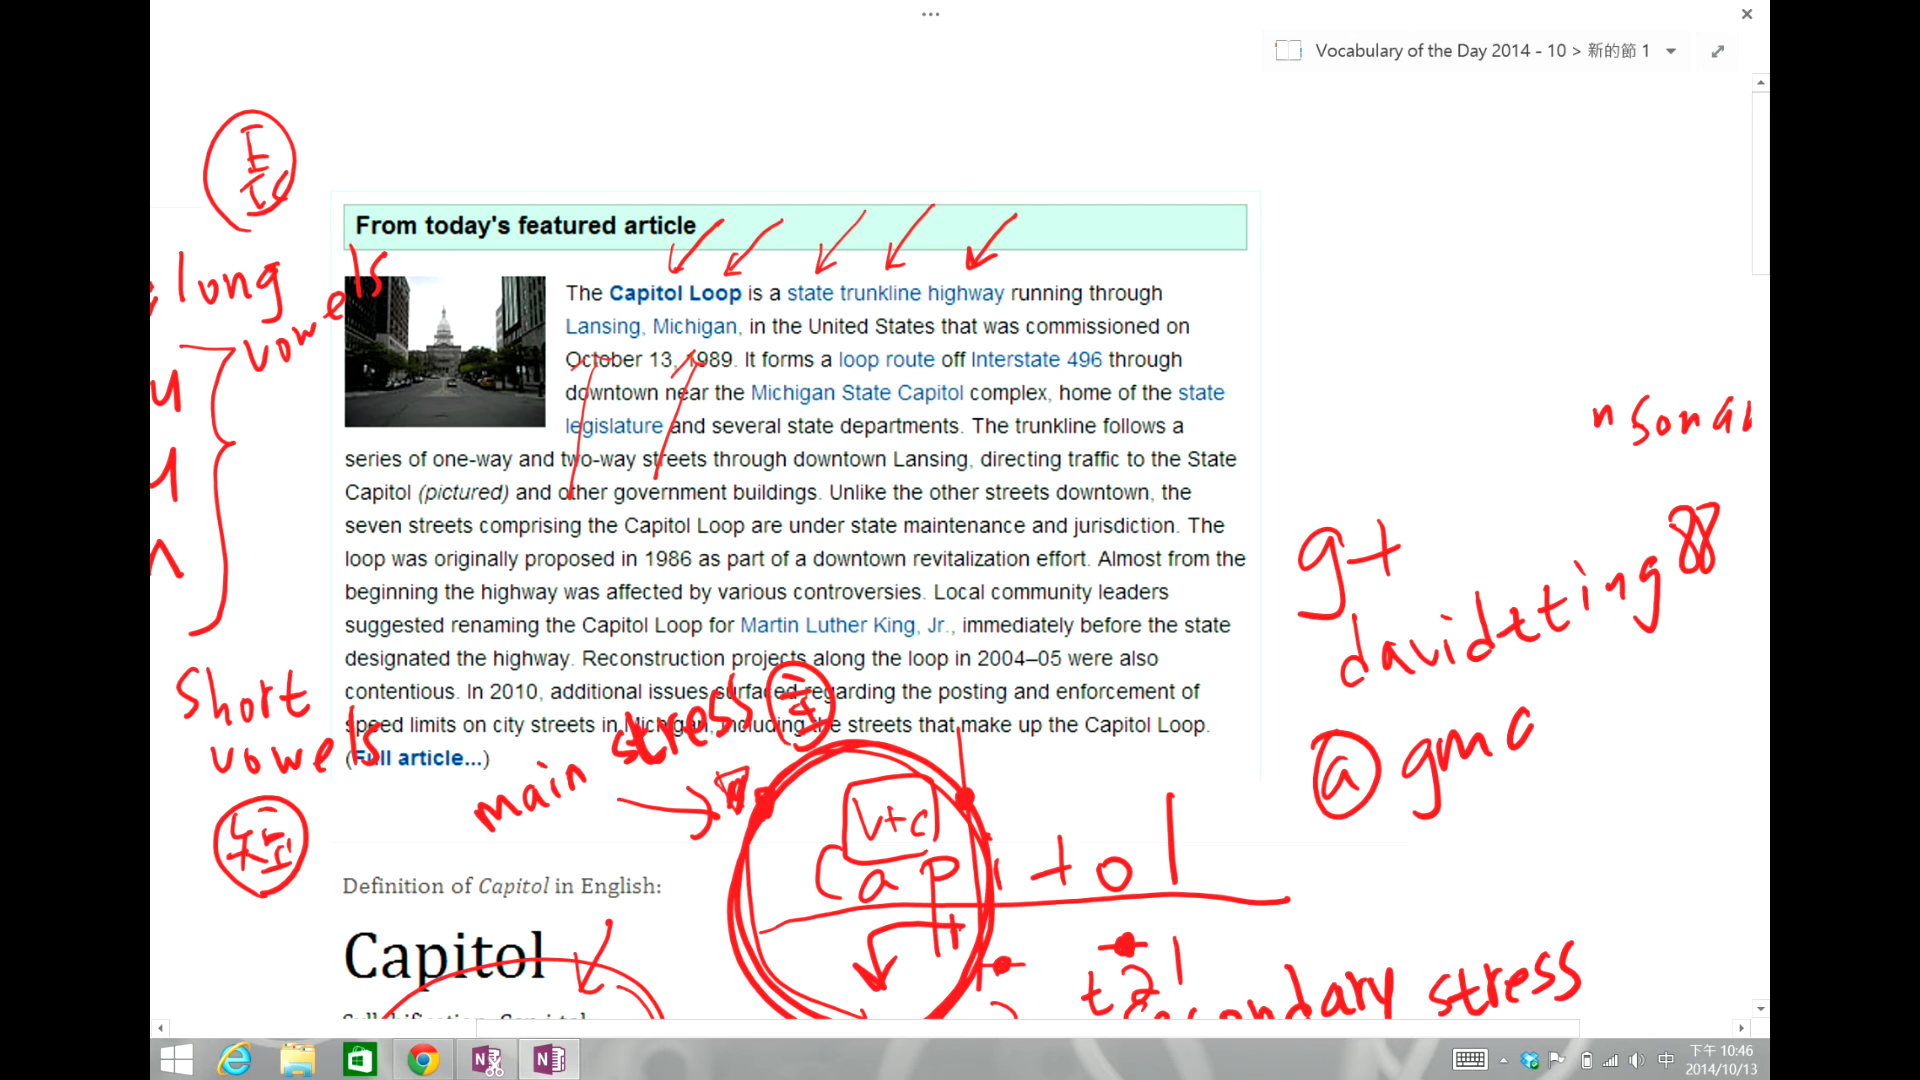 Vocabulary of the Day 2014 - 10 > 新的節 1
長
long
vowels
From today's featured article
The Capitol Loop is a state trunkline highway running through
Lansing, Michigan, in the United States that was commissioned on
October 13, 1989. It forms a loop route off Interstate 496 through
downtown near the Michigan State Capitol complex, home of the state
legislature and several state departments. The trunkline follows a
series of one-way and two-way streets through downtown Lansing, directing traffic to the State
Capitol (pictured) and other government buildings. Unlike the other streets downtown, the
seven streets comprising the Capitol Loop are under state maintenance and jurisdiction. The
loop was originally proposed in 1986 as part of a downtown revitalization effort. Almost from the
beginning the highway was affected by various controversies. Local community leaders
suggested renaming the Capitol Loop for Martin Luther King, Jr., immediately before the state
designated the highway. Reconstruction projects along the loop in 2004–05 were also
contentious. In 2010, additional issues surfaced regarding the posting and enforcement of
speed limits on city streets in Michigan, including the streets that make up the Capitol Loop.
(Full article...)
g+
davidetting88
@gma
short
vowels
短
main stress
v+c
Capitol
secondary stress
Definition of Capitol in English:
Capitol
下午 10:46
中
2014/10/13